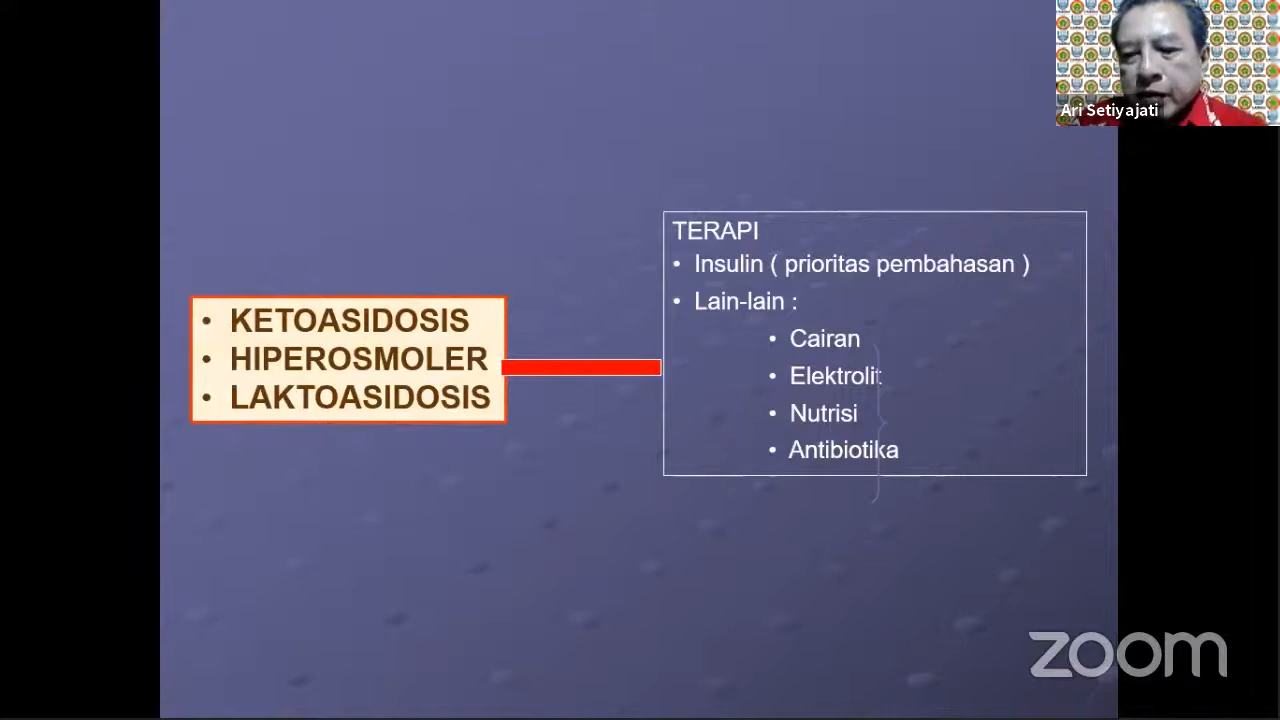 Ari Setiyajati
TERAPI
• Insulin ( prioritas pembahasan )
• Lain-lain :
• Cairan
• Elektrolit
• Nutrisi
• Antibiotika
• KETOASIDOSIS
• HIPEROSMOLER
• LAKTOASIDOSIS
zoom